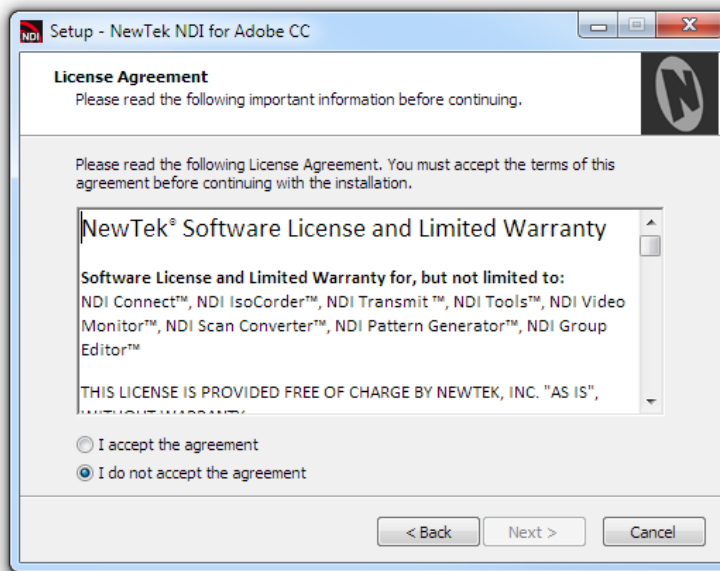 NDI
Setup - NewTek NDI for Adobe CC
License Agreement
Please read the following important information before continuing.
N
Please read the following License Agreement. You must accept the terms of this
agreement before continuing with the installation.
NewTek® Software License and Limited Warranty
Software License and Limited Warranty for, but not limited to:
NDI Connect™, NDI IsoCorder™, NDI Transmit ™, NDI Tools™, NDI Video
Monitor™, NDI Scan Converter™, NDI Pattern Generator™, NDI Group
Editor™
THIS LICENSE IS PROVIDED FREE OF CHARGE BY NEWTEK, INC. "AS IS",
WITHOUT WARRANTY
I accept the agreement
I do not accept the agreement
< Back
Next >
Cancel